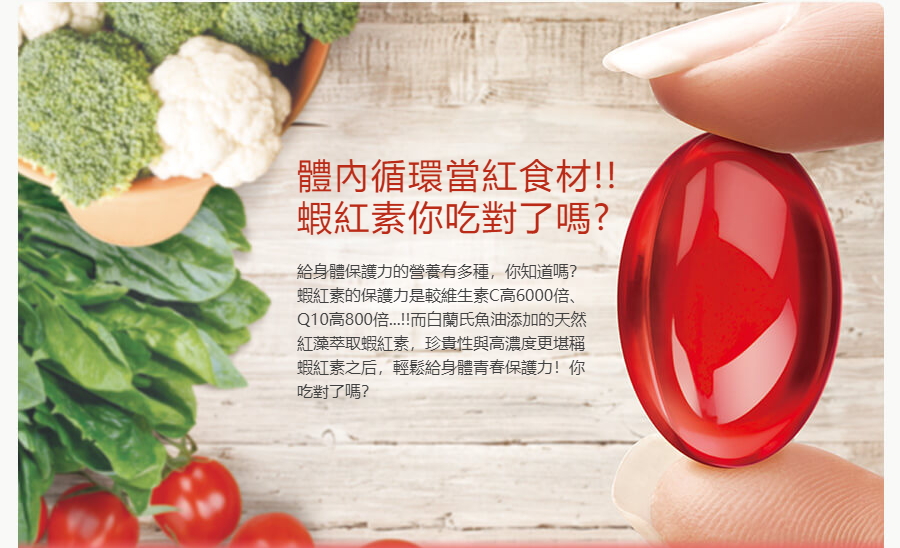 體內循環當紅食材!!
蝦紅素你吃對了嗎?
給身體保護力的營養有多種，你知道嗎?
蝦紅素的保護力是較維生素C高6000倍、
Q10高800倍...!!而白蘭氏魚油添加的天然
紅藻萃取蝦紅素，珍貴性與高濃度更堪稱
蝦紅素之后，輕鬆給身體青春保護力！你
吃對了嗎?